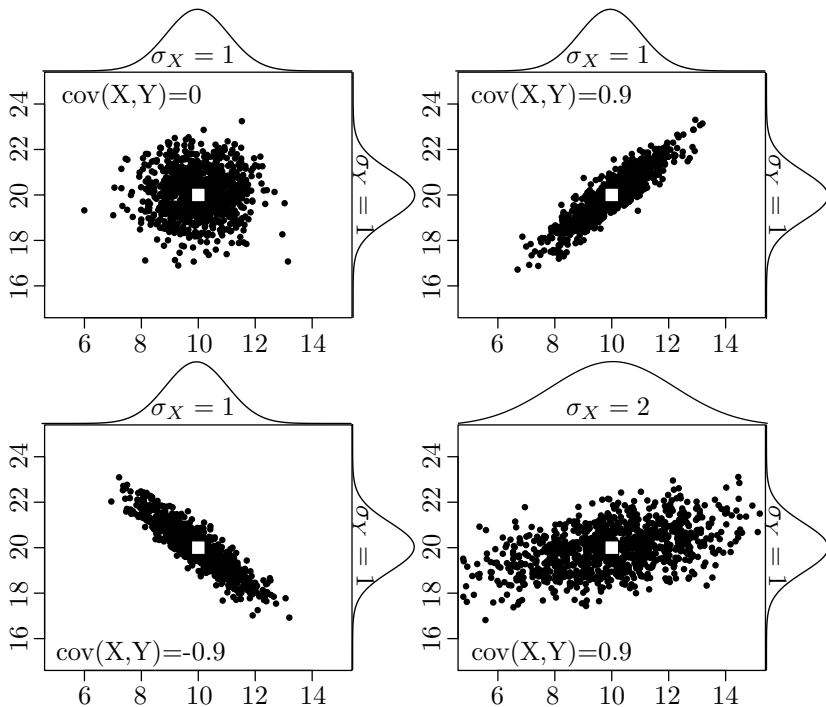 σ_X = 1
cov(X,Y)=0
σ_Y = 1
16 18 20 22 24
6 8 10 12 14
σ_X = 1
cov(X,Y)=0.9
σ_Y = 1
16 18 20 22 24
6 8 10 12 14
σ_X = 1
cov(X,Y)=-0.9
σ_Y = 1
16 18 20 22 24
6 8 10 12 14
σ_X = 2
cov(X,Y)=0.9
σ_Y = 1
16 18 20 22 24
6 8 10 12 14